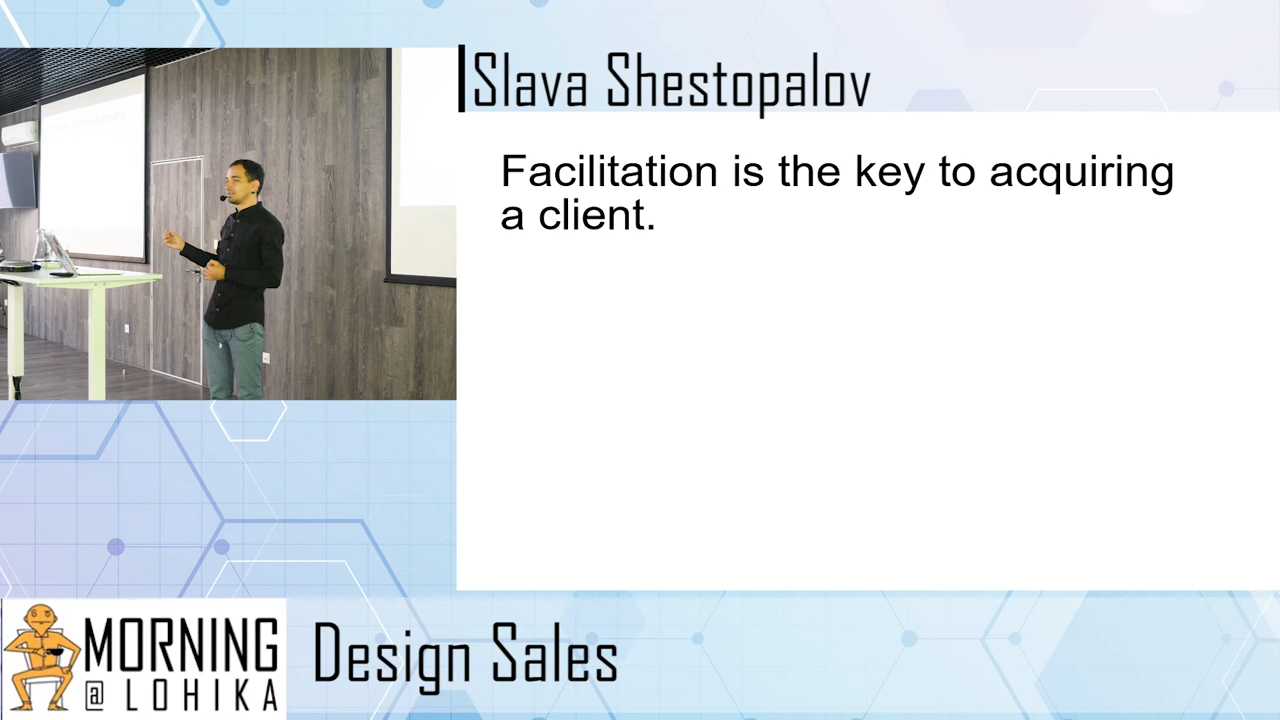 Slava Shestopalov
Facilitation is the key to acquiring
a client.
MORNING
@ LOHIKA
Design Sales